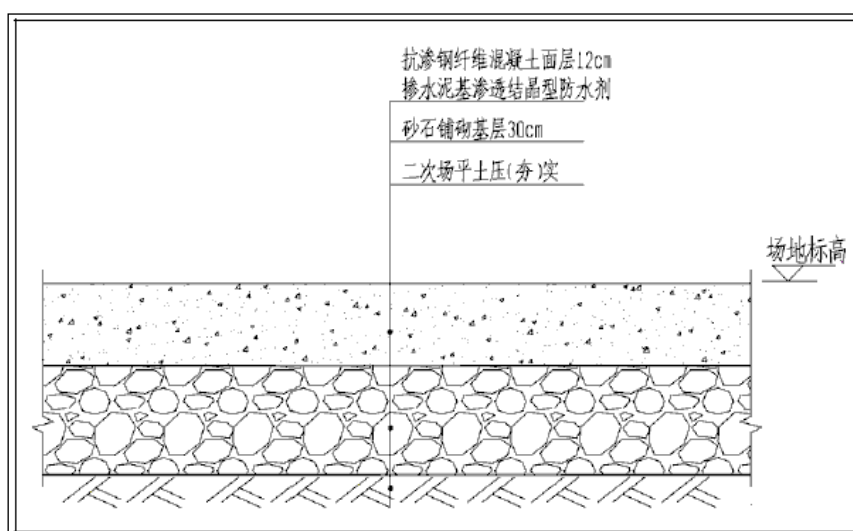 抗渗钢纤维混凝土面层12cm
掺水泥基渗透结晶型防水剂
砂石铺砌基层30cm
二次场平土压(夯)实
场地标高